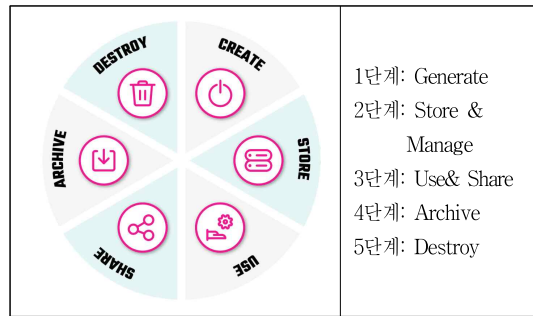 DESTROY
CREATE
ARCHIVE
STORE
SHARE
USE
1단계: Generate
2단계: Store &
Manage
3단계: Use& Share
4단계: Archive
5단계: Destroy